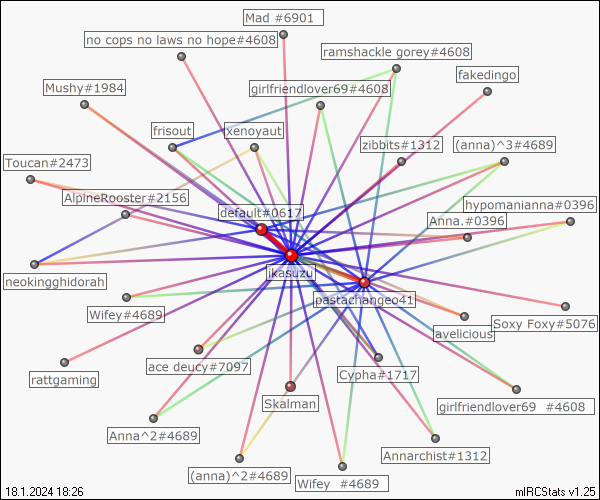 Mad #6901
no cops no laws no hope#4608
ramshackle gorey#4608
fakedingo
Mushy#1984
girlfriendlover69#4608
frisout
xenoyaut
zibbits#1312
(anna)^3#4689
Toucan#2473
AlpineRooster#2156
hypomanianna#0396
default#0617
Anna.#0396
jkasuzu
neokingghidorah
pastachangeo41
Wifey#4689
avelicious
Soxy Foxy#5076
ace deucy#7097
Cypha#1717
rattgaming
Skalman
girlfriendlover69 #4608
Anna^2#4689
Annarchist#1312
(anna)^2#4689
Wifey #4689
18.1.2024 18:26
mIRCStats v1.25